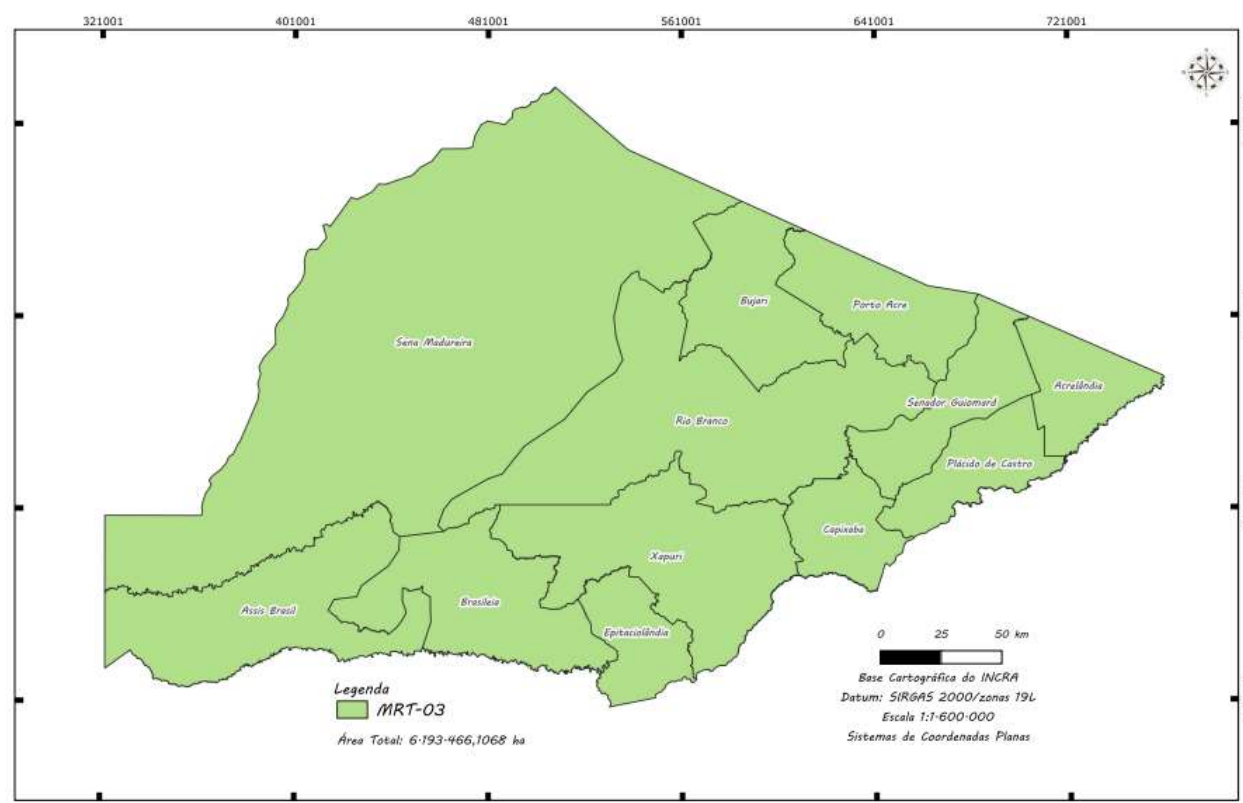 321001 401001 481001 561001 641001 721001
Bujari
Porto Acre
Sena Madureira
Acrelândia
Senador Guiomard
Rio Branco
Plácido de Castro
Capixaba
Xapuri
Brasileia
Assis Brasil
Epitaciolândia
0 25 50 km
Base Cartográfica do INCRA
Datum: SIRGAS 2000/zonas 19L
Escala 1:1-600-000
Sistemas de Coordenadas Planas
Legenda
MRT-03
Área Total: 6-193-466,1068 ha